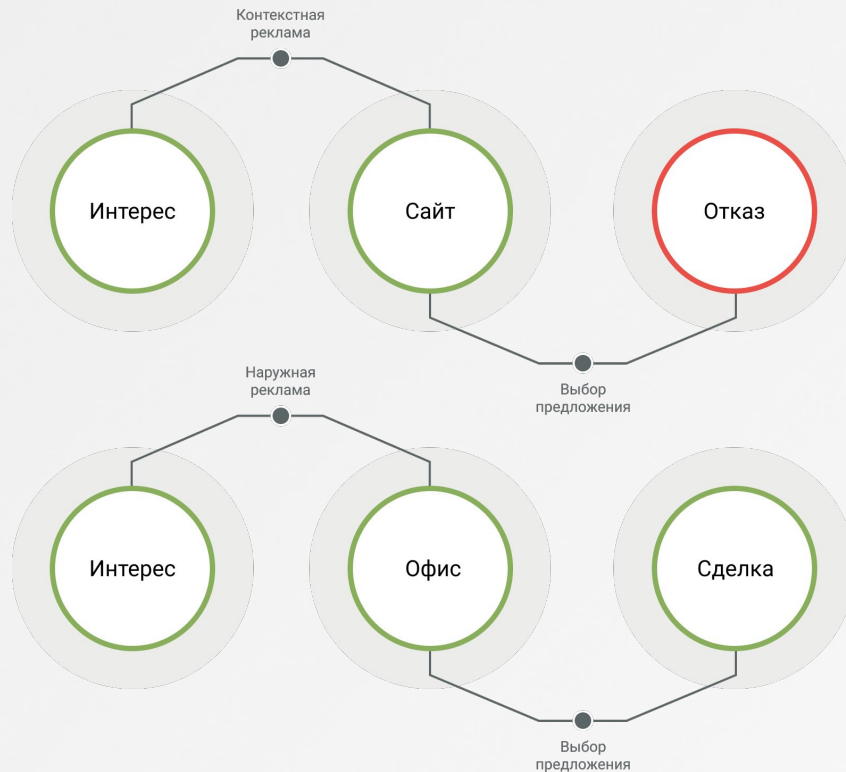 Контекстная
реклама
Интерес
Сайт
Отказ
Выбор
предложения
Наружная
реклама
Интерес
Офис
Сделка
Выбор
предложения